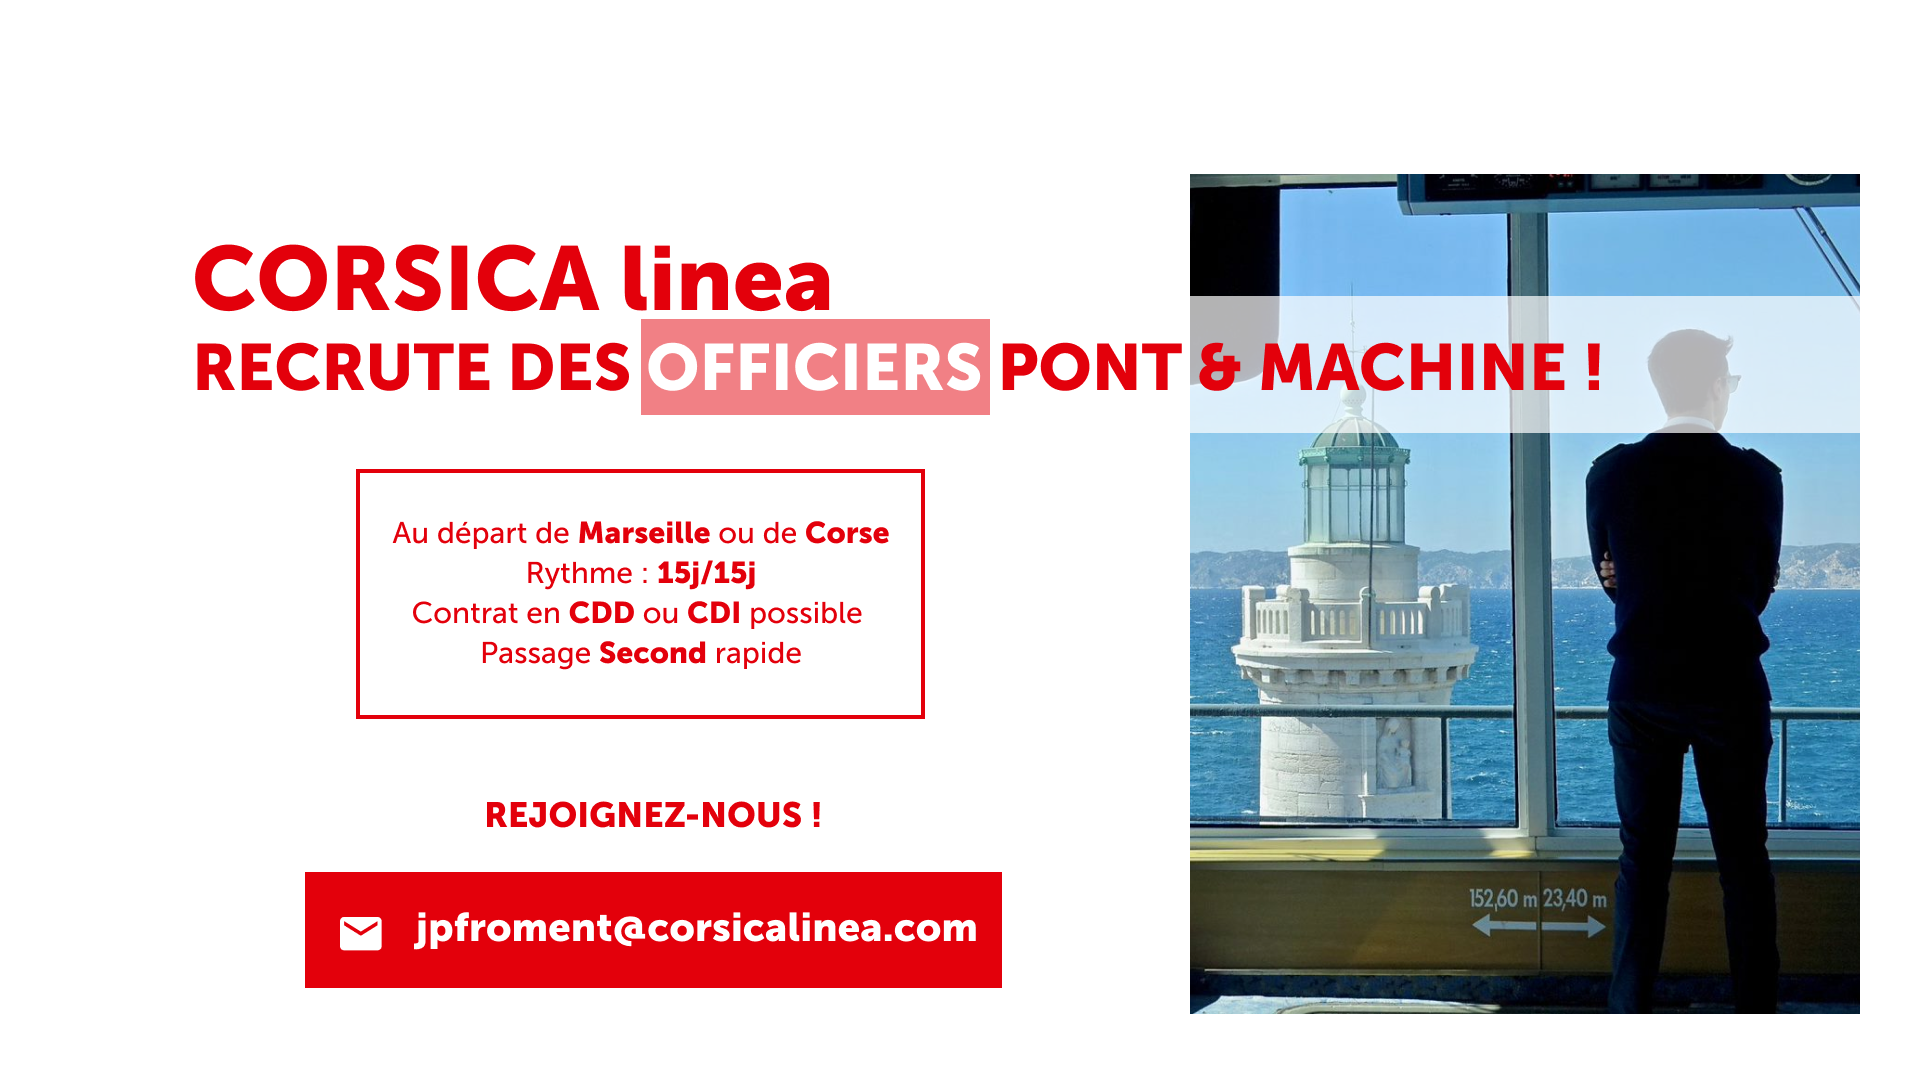 CORSICA linea
RECRUTE DES OFFICIERS PONT & MACHINE !
Au départ de Marseille ou de Corse
Rythme : 15j/15j
Contrat en CDD ou CDI possible
Passage Second rapide
REJOIGNEZ-NOUS !
jpfroment@corsicalinea.com
152,60 m 23,40 m